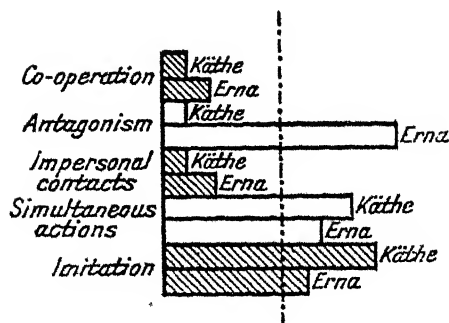 Käthe
Co-operation
Erna
Käthe
Antagonism
Erna
Impersonal
Käthe
contacts
Erna
Simultaneous
Käthe
actions
Erna
Käthe
Imitation
Erna